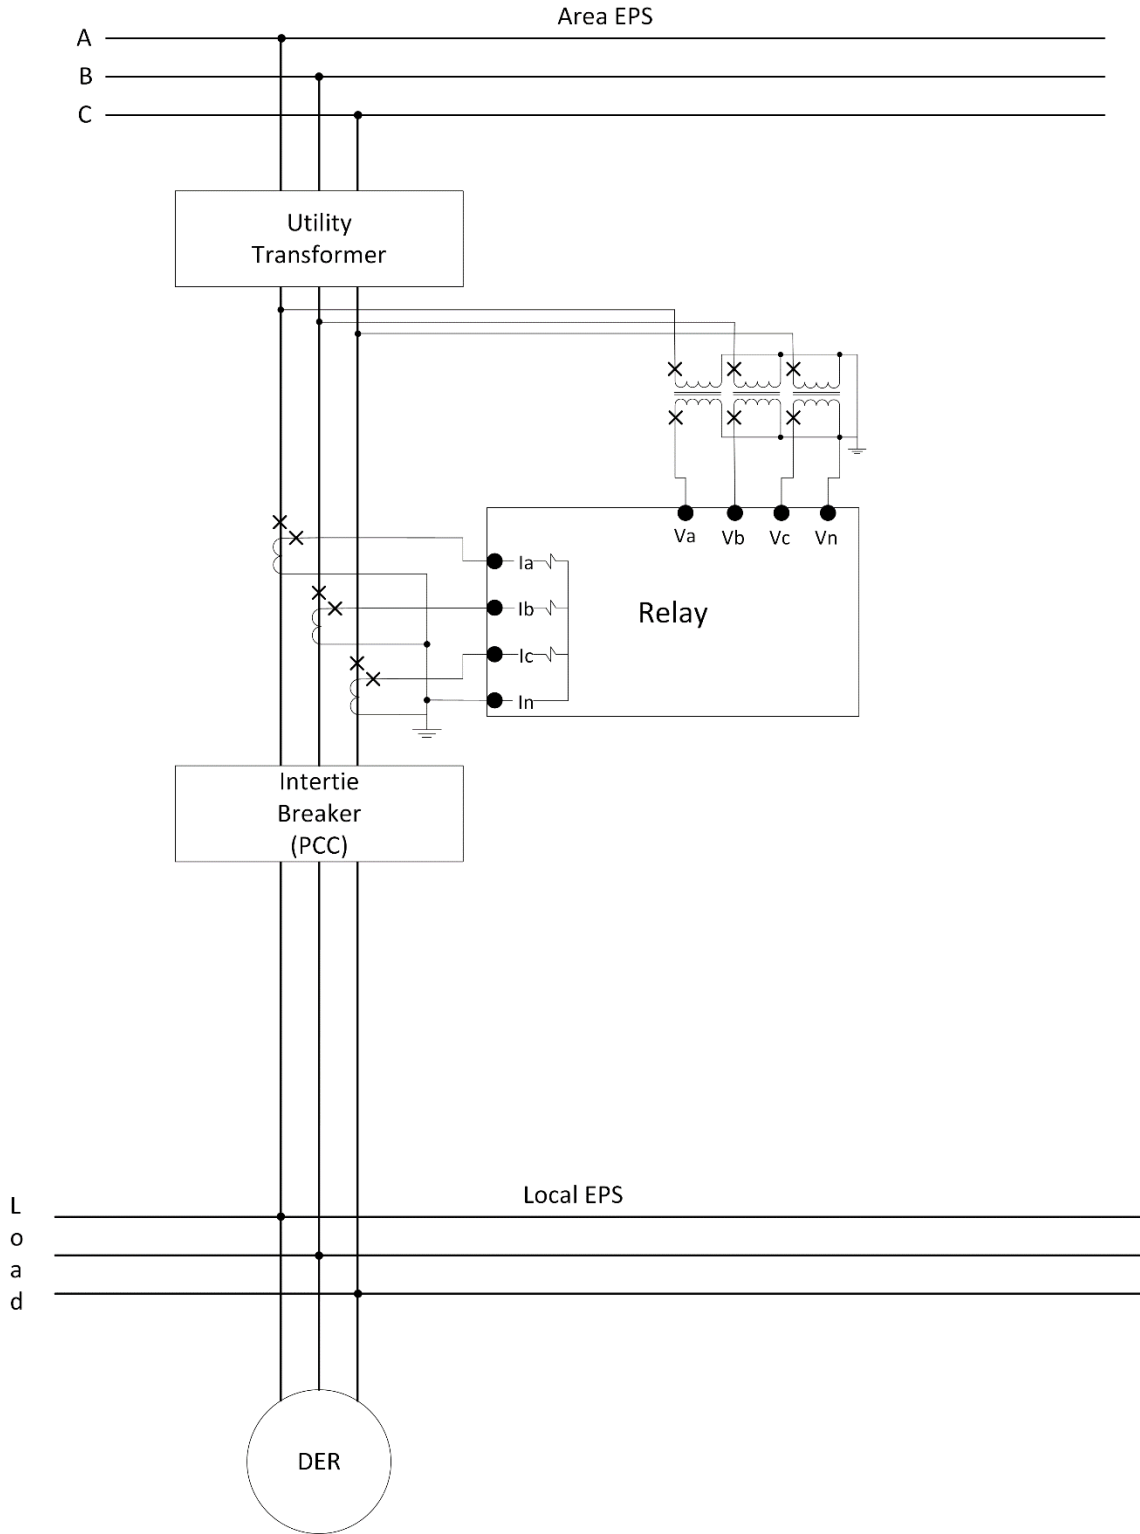 Area EPS
A
B
C
Utility
Transformer
Va Vb Vc Vn
Ia
Ib
Relay
Ic
In
Intertie
Breaker
(PCC)
Local EPS
L
o
a
d
DER